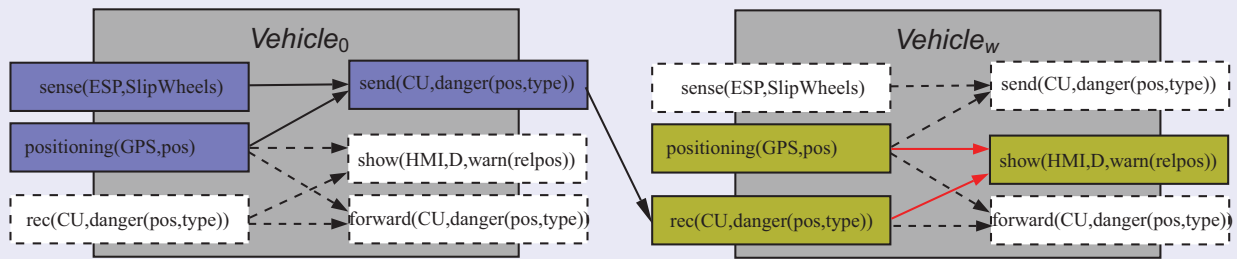 Vehicle0
sense(ESP,SlipWheels)
send(CU,danger(pos,type))
positioning(GPS,pos)
show(HMI,D,warn(relpos))
rec(CU,danger(pos,type))
forward(CU,danger(pos,type))
Vehiclew
sense(ESP,SlipWheels)
send(CU,danger(pos,type))
positioning(GPS,pos)
show(HMI,D,warn(relpos))
rec(CU,danger(pos,type))
forward(CU,danger(pos,type))